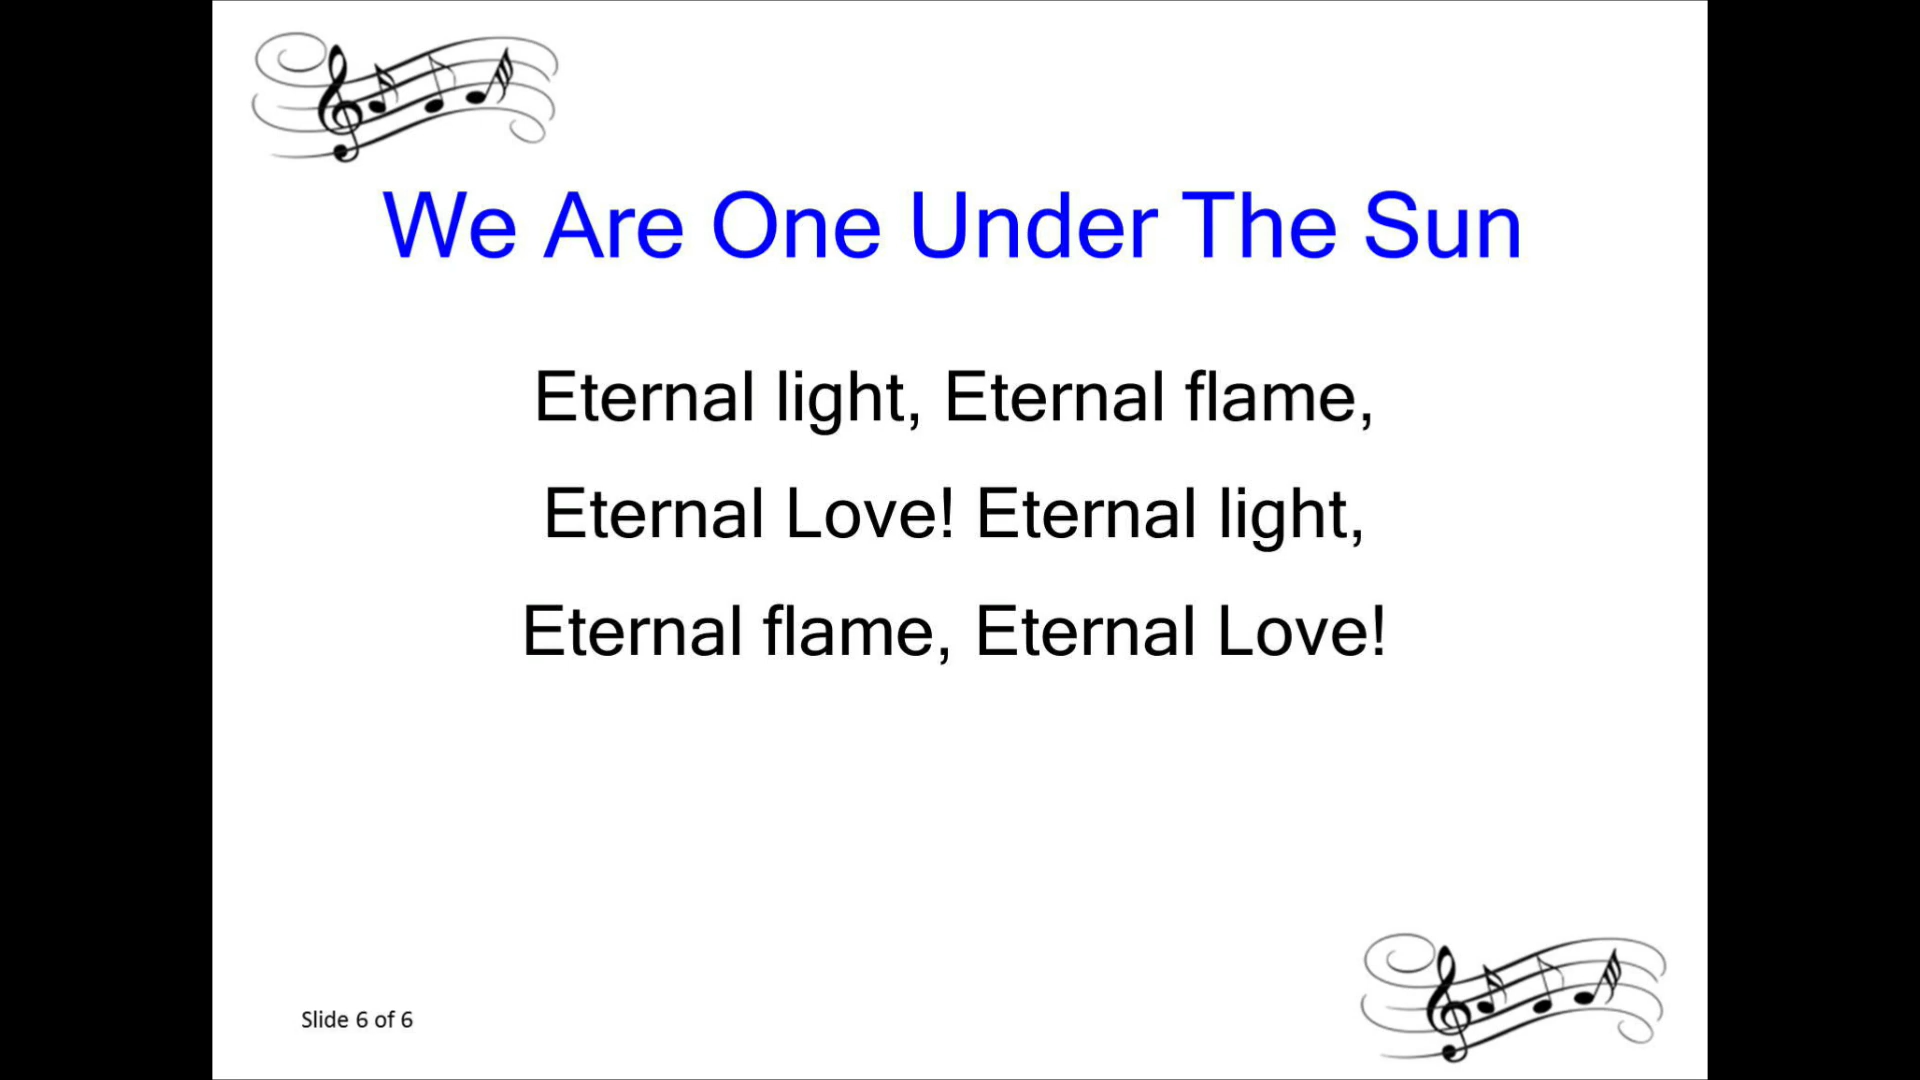 We Are One Under The Sun
Eternal light, Eternal flame,
Eternal Love! Eternal light,
Eternal flame, Eternal Love!
Slide 6 of 6